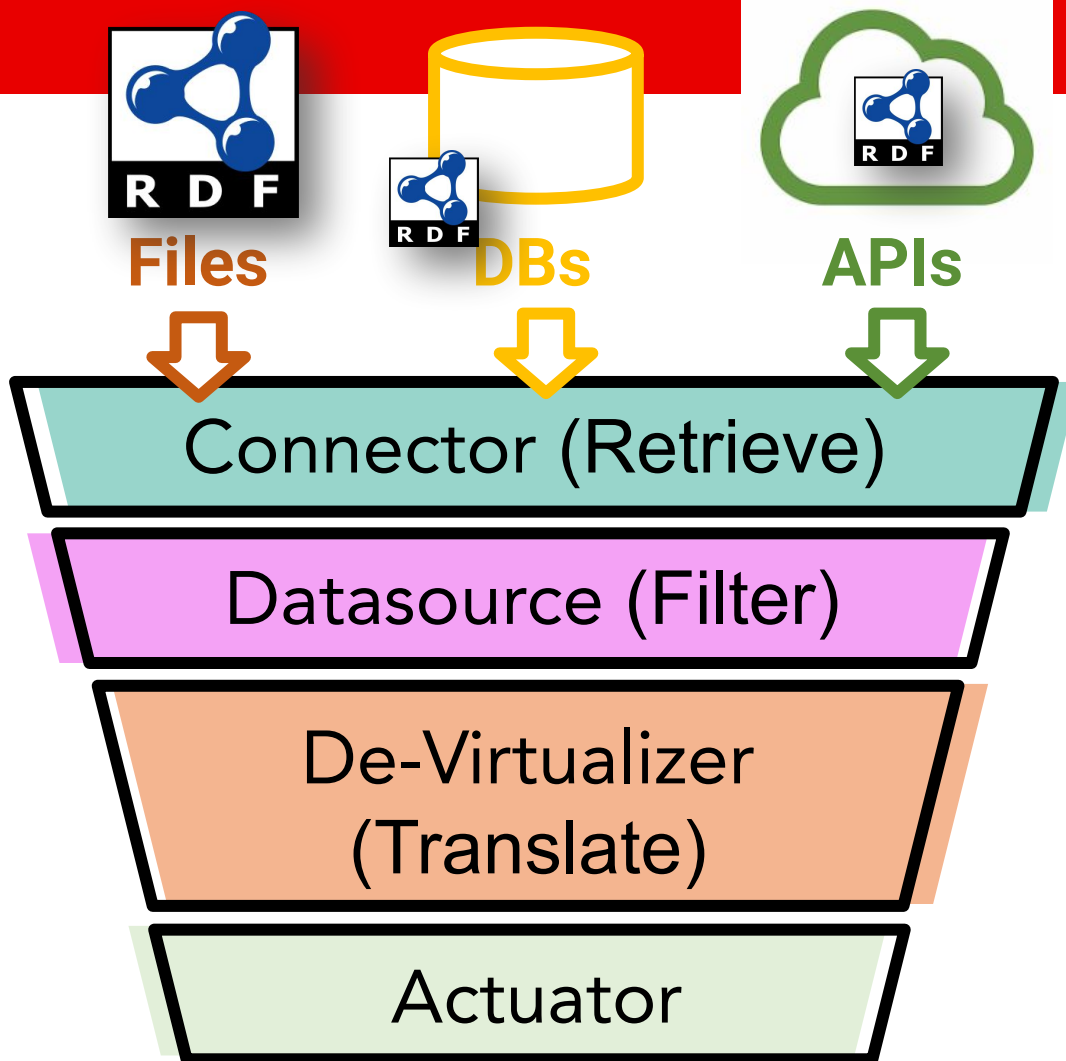 RDF
RDF
RDF
Files
DBs
APIs
Connector (Retrieve)
Datasource (Filter)
De-Virtualizer
(Translate)
Actuator